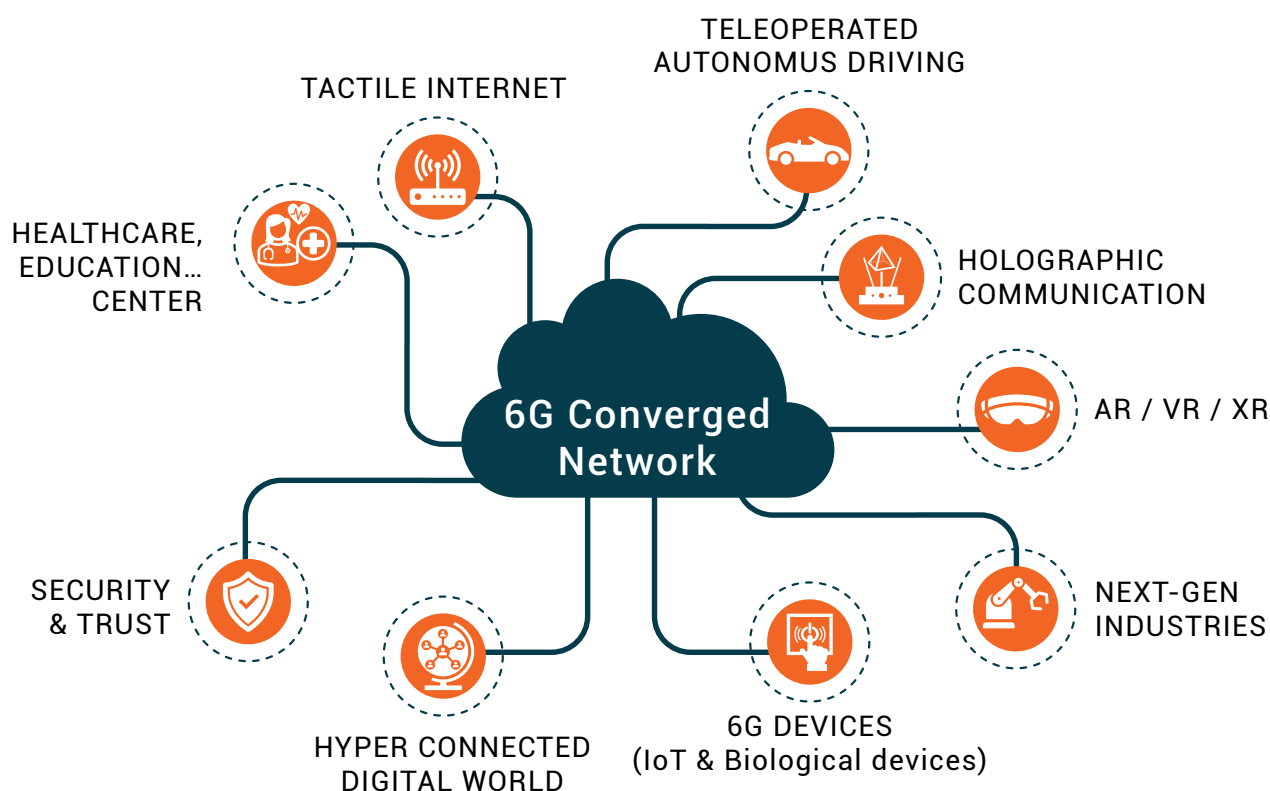 TELEOPERATED
AUTONOMUS DRIVING
TACTILE INTERNET
HEALTHCARE,
EDUCATION...
CENTER
HOLOGRAPHIC
COMMUNICATION
AR / VR / XR
6G Converged
Network
SECURITY
& TRUST
NEXT-GEN
INDUSTRIES
HYPER CONNECTED
DIGITAL WORLD
6G DEVICES
(IoT & Biological devices)